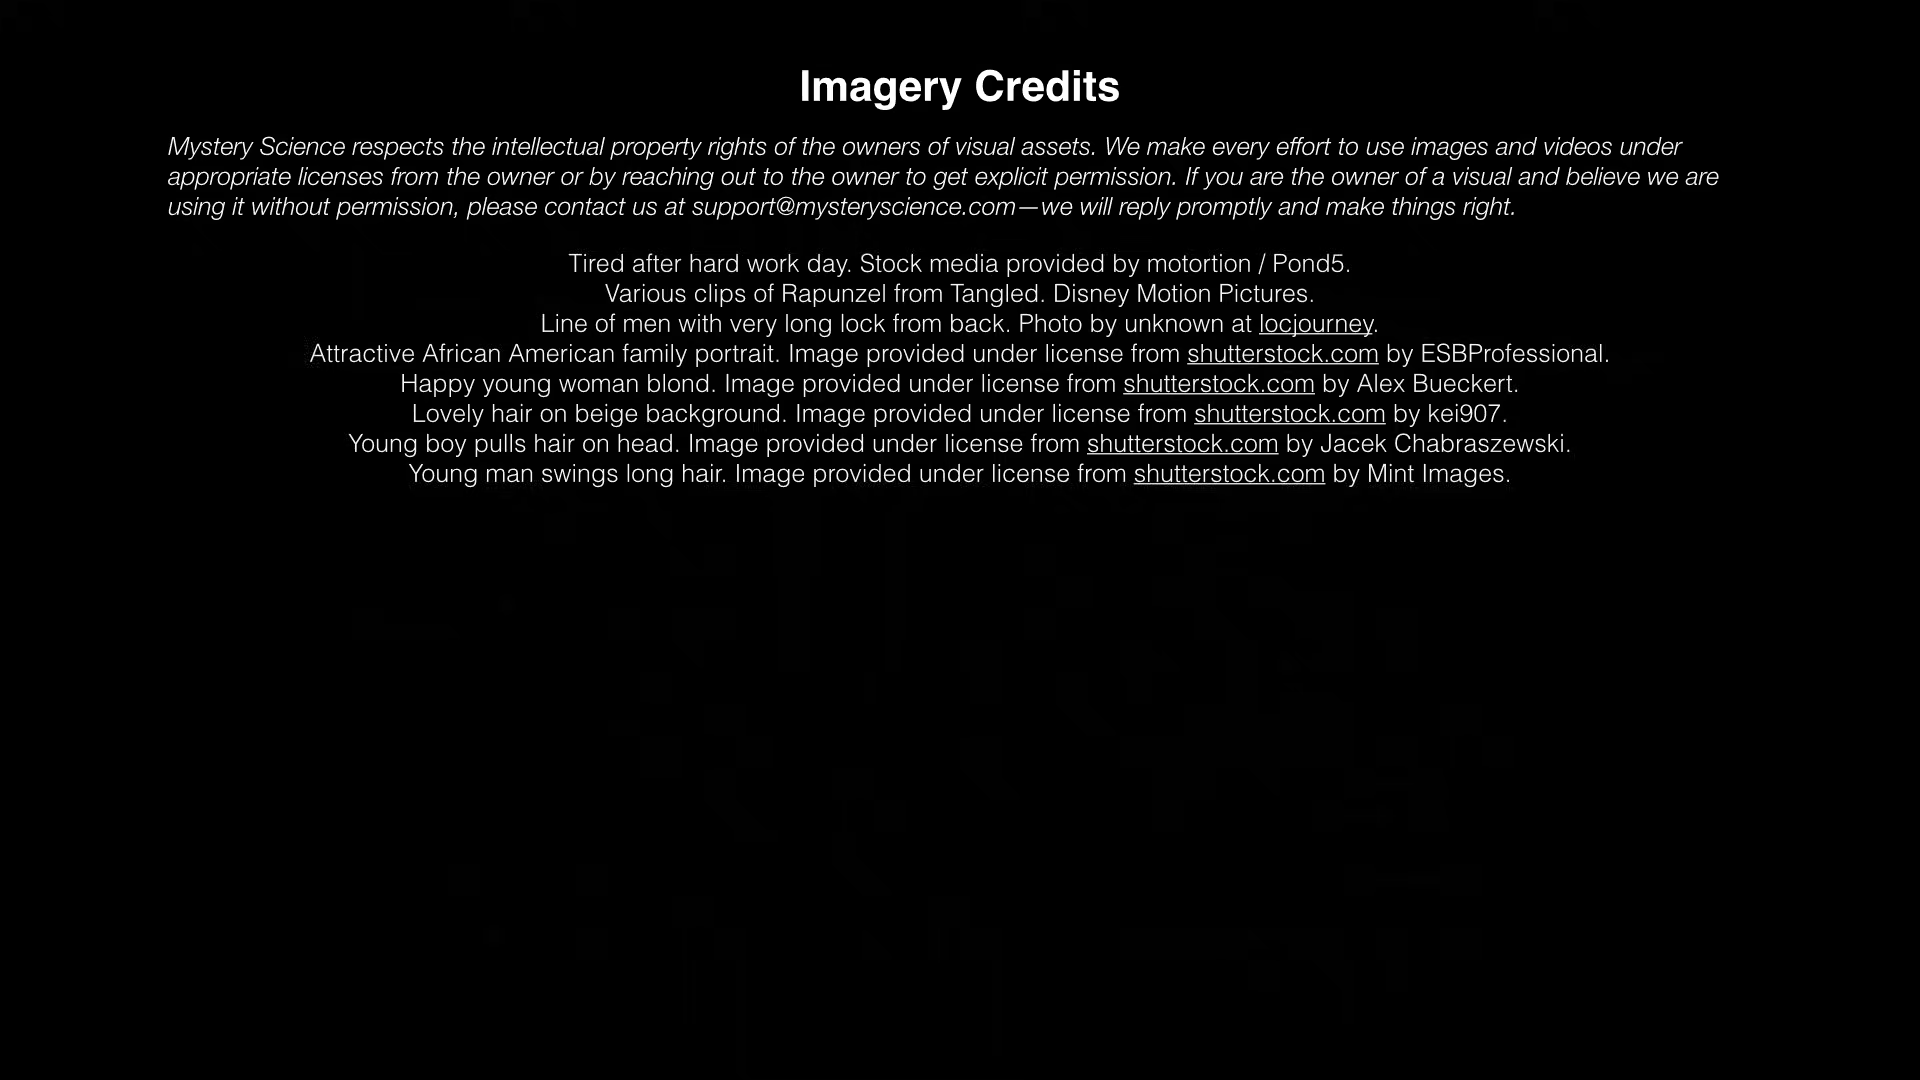 Imagery Credits
Mystery Science respects the intellectual property rights of the owners of visual assets. We make every effort to use images and videos under
appropriate licenses from the owner or by reaching out to the owner to get explicit permission. If you are the owner of a visual and believe we are
using it without permission, please contact us at support@mysteryscience.com—we will reply promptly and make things right.
Tired after hard work day. Stock media provided by motortion / Pond5.
Various clips of Rapunzel from Tangled. Disney Motion Pictures.
Line of men with very long lock from back. Photo by unknown at locjourney.
Attractive African American family portrait. Image provided under license from shutterstock.com by ESBProfessional.
Happy young woman blond. Image provided under license from shutterstock.com by Alex Bueckert.
Lovely hair on beige background. Image provided under license from shutterstock.com by kei907.
Young boy pulls hair on head. Image provided under license from shutterstock.com by Jacek Chabraszewski.
Young man swings long hair. Image provided under license from shutterstock.com by Mint Images.